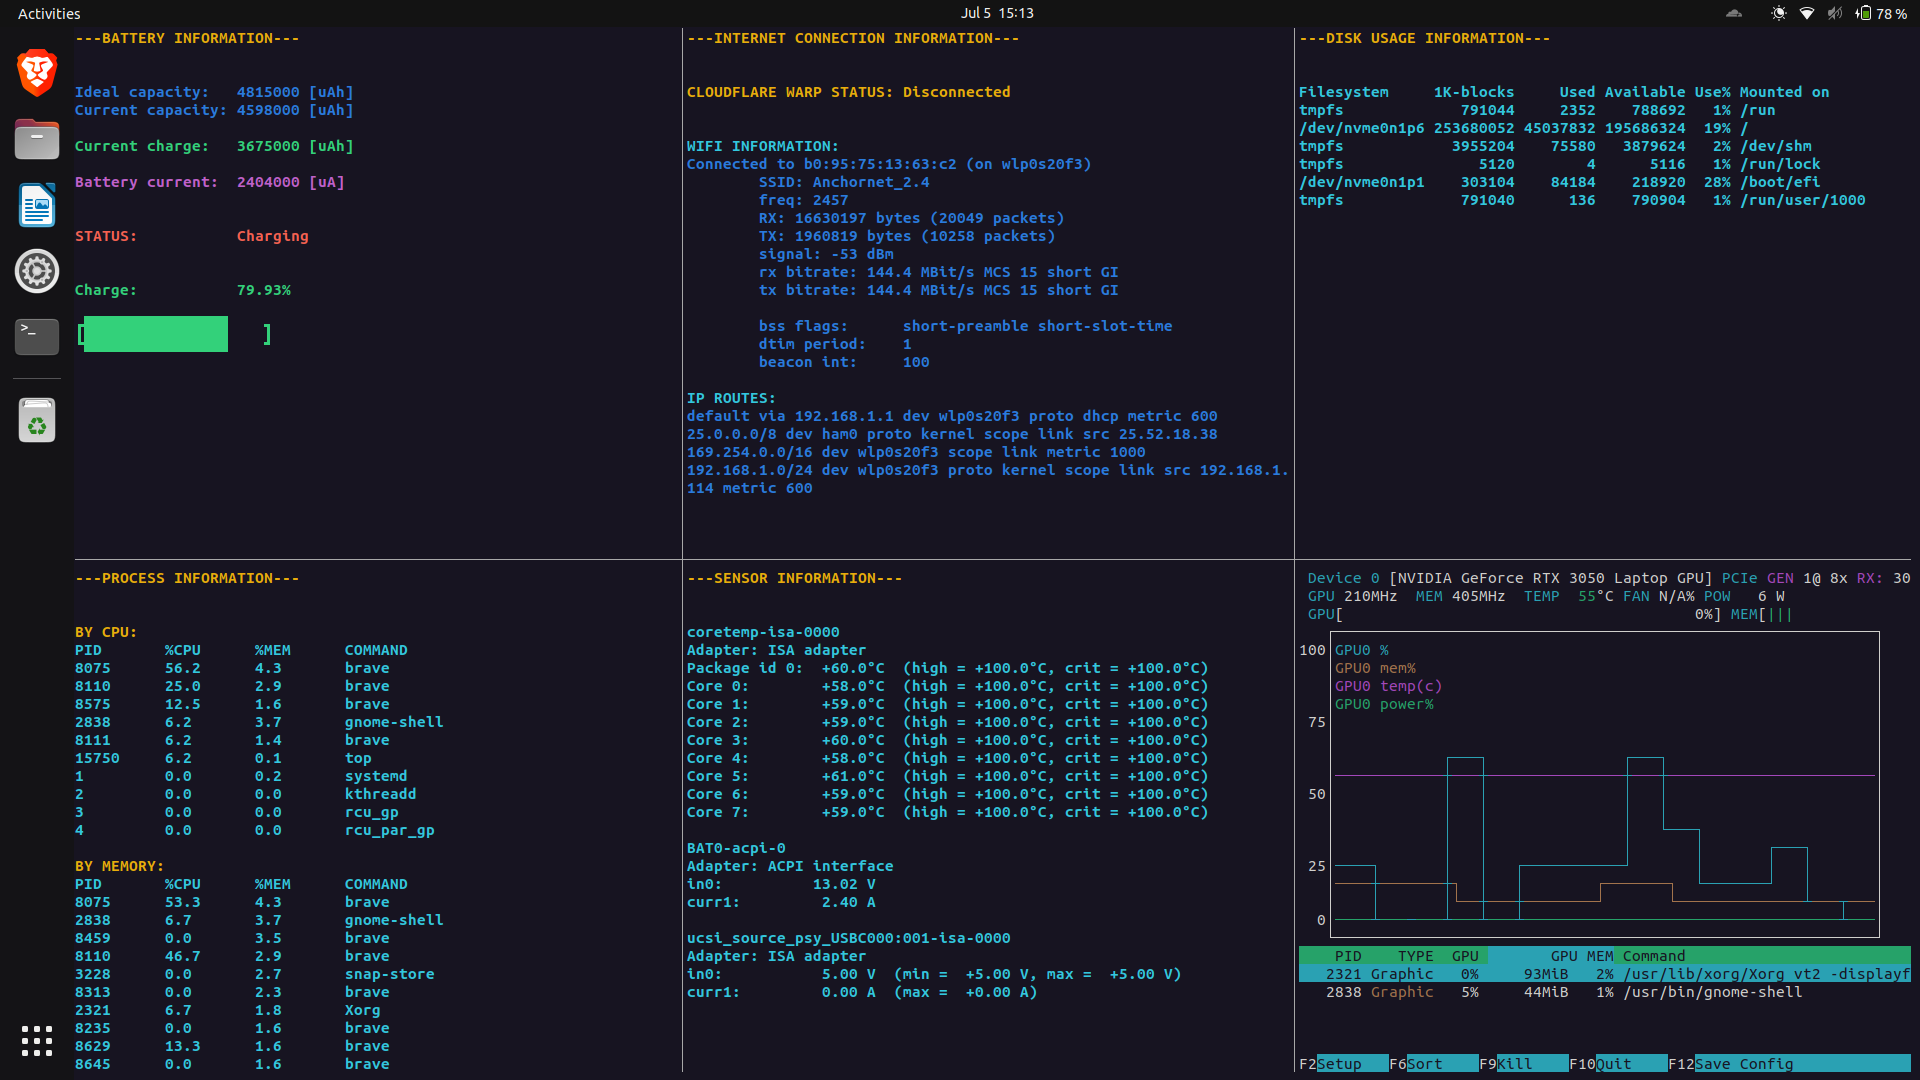 Activities
Jul 5 15:13
78 %
---BATTERY INFORMATION---
Ideal capacity: 4815000 [uAh]
Current capacity: 4598000 [uAh]
Current charge: 3675000 [uAh]
Battery current: 2404000 [uA]
STATUS: Charging
Charge: 79.93%
[ ]
>_
---INTERNET CONNECTION INFORMATION---
CLOUDFLARE WARP STATUS: Disconnected
WIFI INFORMATION:
Connected to b0:95:75:13:63:c2 (on wlp0s20f3)
SSID: Anchornet_2.4
freq: 2457
RX: 16630197 bytes (20049 packets)
TX: 1960819 bytes (10258 packets)
signal: -53 dBm
rx bitrate: 144.4 MBit/s MCS 15 short GI
tx bitrate: 144.4 MBit/s MCS 15 short GI
bss flags: short-preamble short-slot-time
dtim period: 1
beacon int: 100
IP ROUTES:
default via 192.168.1.1 dev wlp0s20f3 proto dhcp metric 600
25.0.0.0/8 dev ham0 proto kernel scope link src 25.52.18.38
169.254.0.0/16 dev wlp0s20f3 scope link metric 1000
192.168.1.0/24 dev wlp0s20f3 proto kernel scope link src 192.168.1.
114 metric 600
---DISK USAGE INFORMATION---
Filesystem 1K-blocks Used Available Use% Mounted on
tmpfs 791044 2352 788692 1% /run
/dev/nvme0n1p6 253680052 45037832 195686324 19% /
tmpfs 3955204 75580 3879624 2% /dev/shm
tmpfs 5120 4 5116 1% /run/lock
/dev/nvme0n1p1 303104 84184 218920 28% /boot/efi
tmpfs 791040 136 790904 1% /run/user/1000
---PROCESS INFORMATION---
BY CPU:
PID %CPU %MEM COMMAND
8075 56.2 4.3 brave
8110 25.0 2.9 brave
8575 12.5 1.6 brave
2838 6.2 3.7 gnome-shell
8111 6.2 1.4 brave
15750 6.2 0.1 top
1 0.0 0.2 systemd
2 0.0 0.0 kthreadd
3 0.0 0.0 rcu_gp
4 0.0 0.0 rcu_par_gp
BY MEMORY:
PID %CPU %MEM COMMAND
8075 53.3 4.3 brave
2838 6.7 3.7 gnome-shell
8459 0.0 3.5 brave
8110 46.7 2.9 brave
3228 0.0 2.7 snap-store
8313 0.0 2.3 brave
2321 6.7 1.8 Xorg
8235 0.0 1.6 brave
8629 13.3 1.6 brave
8645 0.0 1.6 brave
---SENSOR INFORMATION---
coretemp-isa-0000
Adapter: ISA adapter
Package id 0: +60.0°C (high = +100.0°C, crit = +100.0°C)
Core 0: +58.0°C (high = +100.0°C, crit = +100.0°C)
Core 1: +59.0°C (high = +100.0°C, crit = +100.0°C)
Core 2: +59.0°C (high = +100.0°C, crit = +100.0°C)
Core 3: +60.0°C (high = +100.0°C, crit = +100.0°C)
Core 4: +58.0°C (high = +100.0°C, crit = +100.0°C)
Core 5: +61.0°C (high = +100.0°C, crit = +100.0°C)
Core 6: +59.0°C (high = +100.0°C, crit = +100.0°C)
Core 7: +59.0°C (high = +100.0°C, crit = +100.0°C)
BAT0-acpi-0
Adapter: ACPI interface
in0: 13.02 V
curr1: 2.40 A
ucsi_source_psy_USBC000:001-isa-0000
Adapter: ISA adapter
in0: 5.00 V (min = +5.00 V, max = +5.00 V)
curr1: 0.00 A (max = +0.00 A)
Device 0 [NVIDIA GeForce RTX 3050 Laptop GPU] PCIe GEN 1@ 8x RX: 30
GPU 210MHz MEM 405MHz TEMP 55°C FAN N/A% POW 6 W
GPU[ 0%] MEM[|||
100
GPU0 %
GPU0 mem%
GPU0 temp(c)
GPU0 power%
75
50
25
0
PID TYPE GPU GPU MEM Command
2321 Graphic 0% 93MiB 2% /usr/lib/xorg/Xorg vt2 -displayf
2838 Graphic 5% 44MiB 1% /usr/bin/gnome-shell
F2Setup F6Sort F9Kill F10Quit F12Save Config